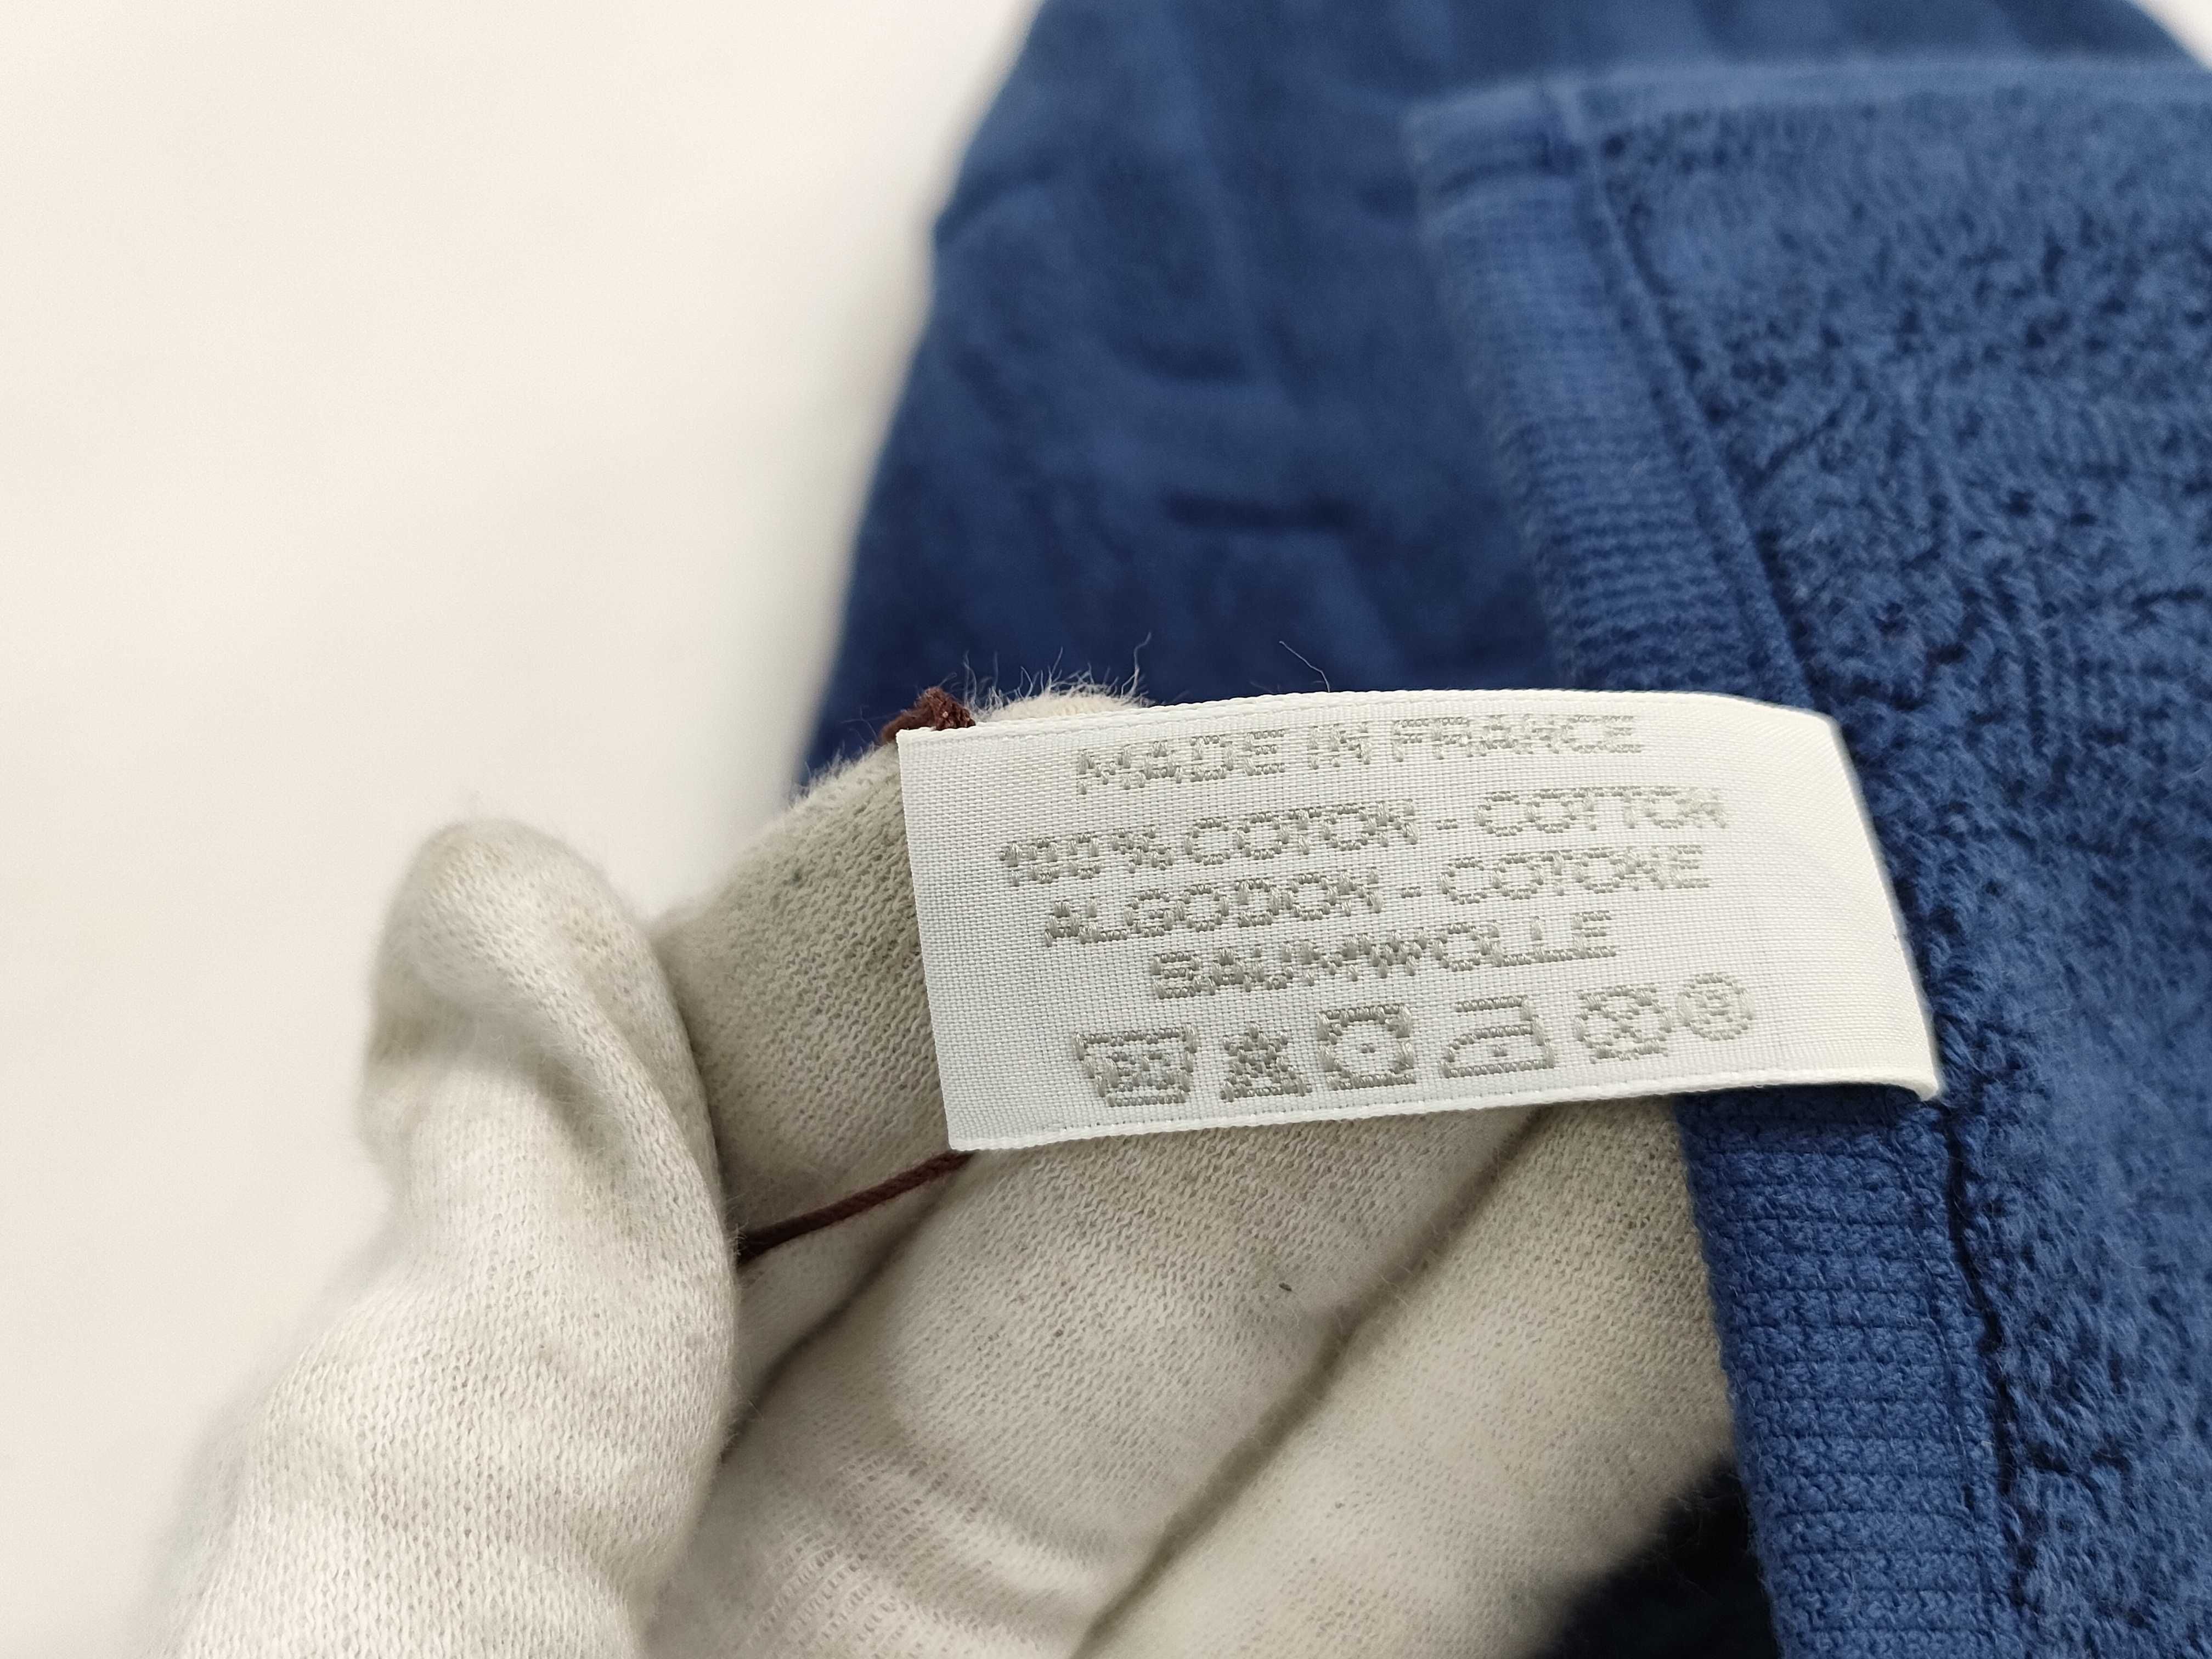 MADE IN FRANCE
100% COTON - COTTON
ALGODON - COTONE
BAUMWOLLE